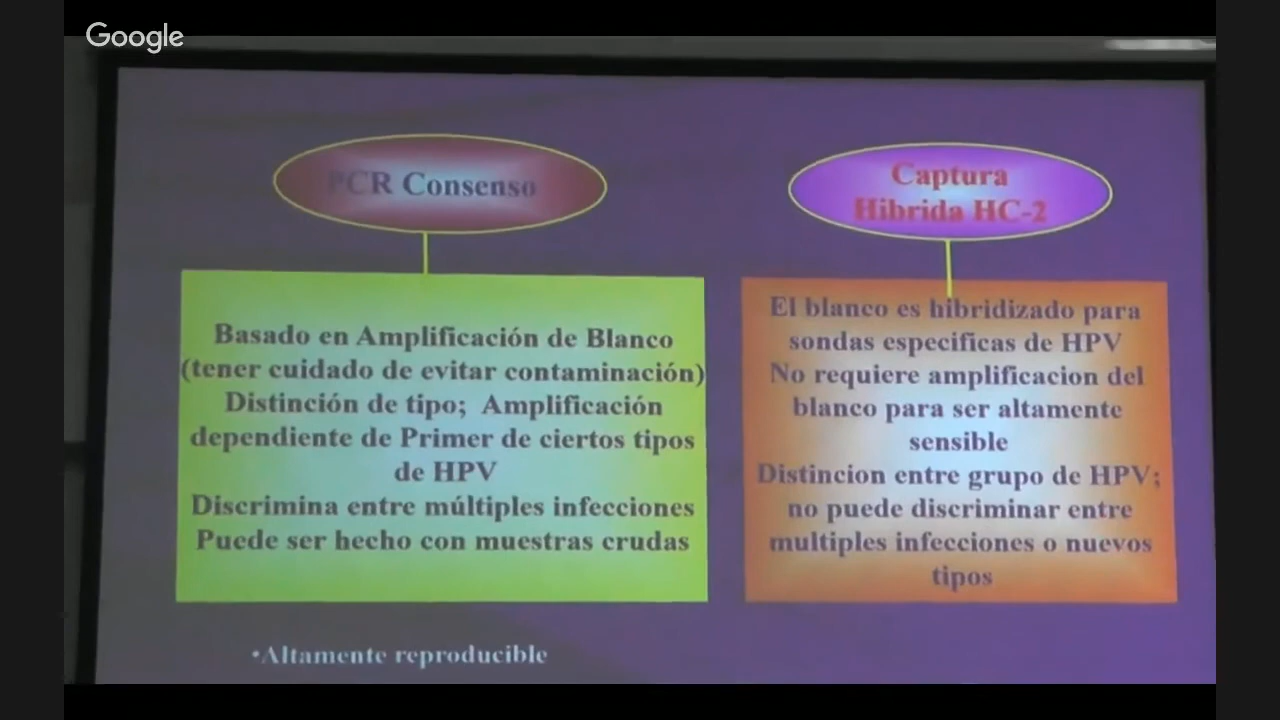 Google
PCR Consenso
Basado en Amplificación de Blanco
(tener cuidado de evitar contaminación)
Distinción de tipo; Amplificación
dependiente de Primer de ciertos tipos
de HPV
Discrimina entre múltiples infecciones
Puede ser hecho con muestras crudas
Captura
Hibrida HC-2
El blanco es hibridizado para
sondas especificas de HPV
No requiere amplificacion del
blanco para ser altamente
sensible
Distincion entre grupo de HPV;
no puede discriminar entre
multiples infecciones o nuevos
tipos
•Altamente reproducible